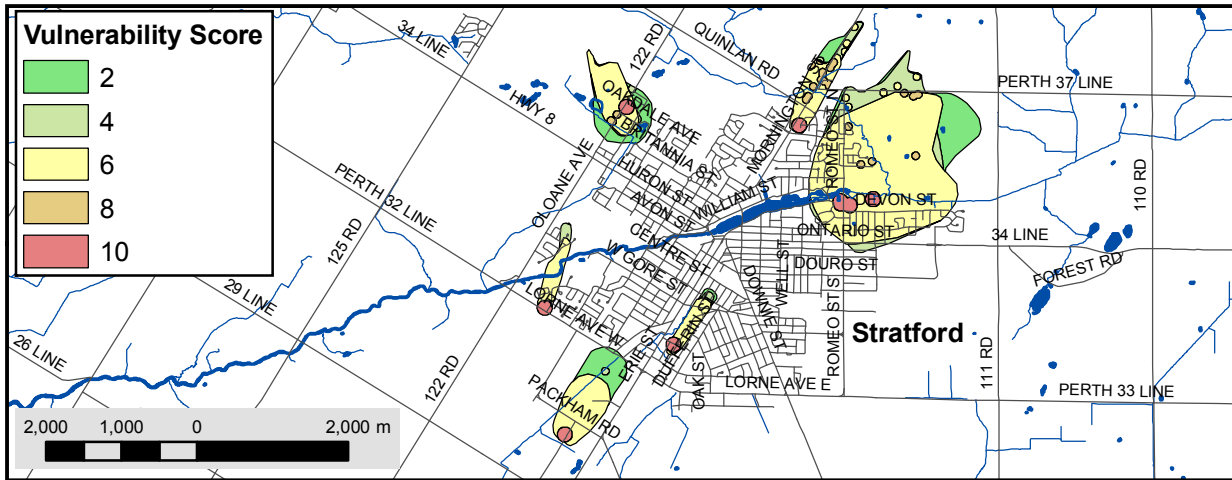 Vulnerability Score
2
4
6
8
10
34 LINE
122 RD
QUINLAN RD
PERTH 37 LINE
HWY 8
OAKDALE AVE
BRITANNIA ST
MORNINGTON ST
ROMEO ST N
110 RD
HURON ST
AVON ST
WILLIAM ST
DEVON ST
PERTH 32 LINE
OLOANE AVE
CENTRE ST
ONTARIO ST
34 LINE
125 RD
W GORE ST
DOURO ST
FOREST RD
29 LINE
LORNE AVE W
DOWNIE ST
WEIL ST
ROMEO ST S
Stratford
26 LINE
122 RD
ERIE ST
DUFFERIN ST
OAK ST
LORNE AVE E
111 RD
PERTH 33 LINE
PACKHAM RD
2,000 1,000 0 2,000 m